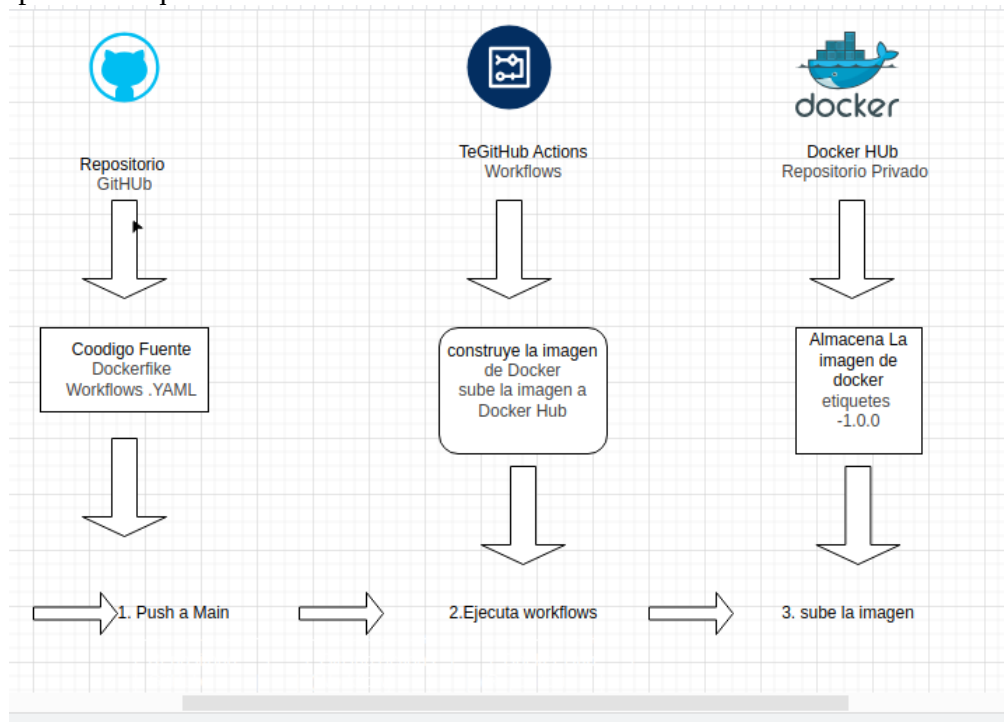 docker
Repositorio
GitHUb
TeGitHub Actions
Workflows
Docker HUb
Repositorio Privado
Coodigo Fuente
Dockerfike
Workflows .YAML
construye la imagen
de Docker
sube la imagen a
Docker Hub
Almacena La
imagen de
docker
etiquetes
-1.0.0
1. Push a Main
2.Ejecuta workflows
3. sube la imagen